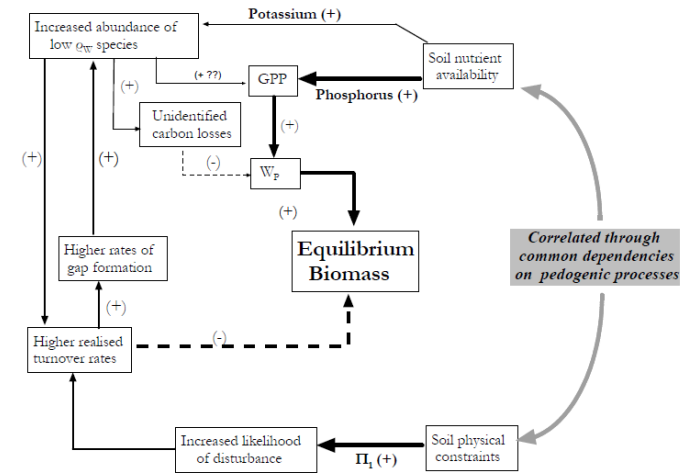 Potassium (+)
Increased abundance of
low ϱW species
Soil nutrient
availability
(+ ??)
GPP
(+)
Phosphorus (+)
Unidentified
carbon losses
(+)
(+)
(+)
(-)
WP
(+)
Correlated through
common dependencies
on pedogenic processes
Equilibrium
Biomass
Higher rates of
gap formation
(+)
(-)
Higher realised
turnover rates
Increased likelihood
of disturbance
Π1 (+)
Soil physical
constraints